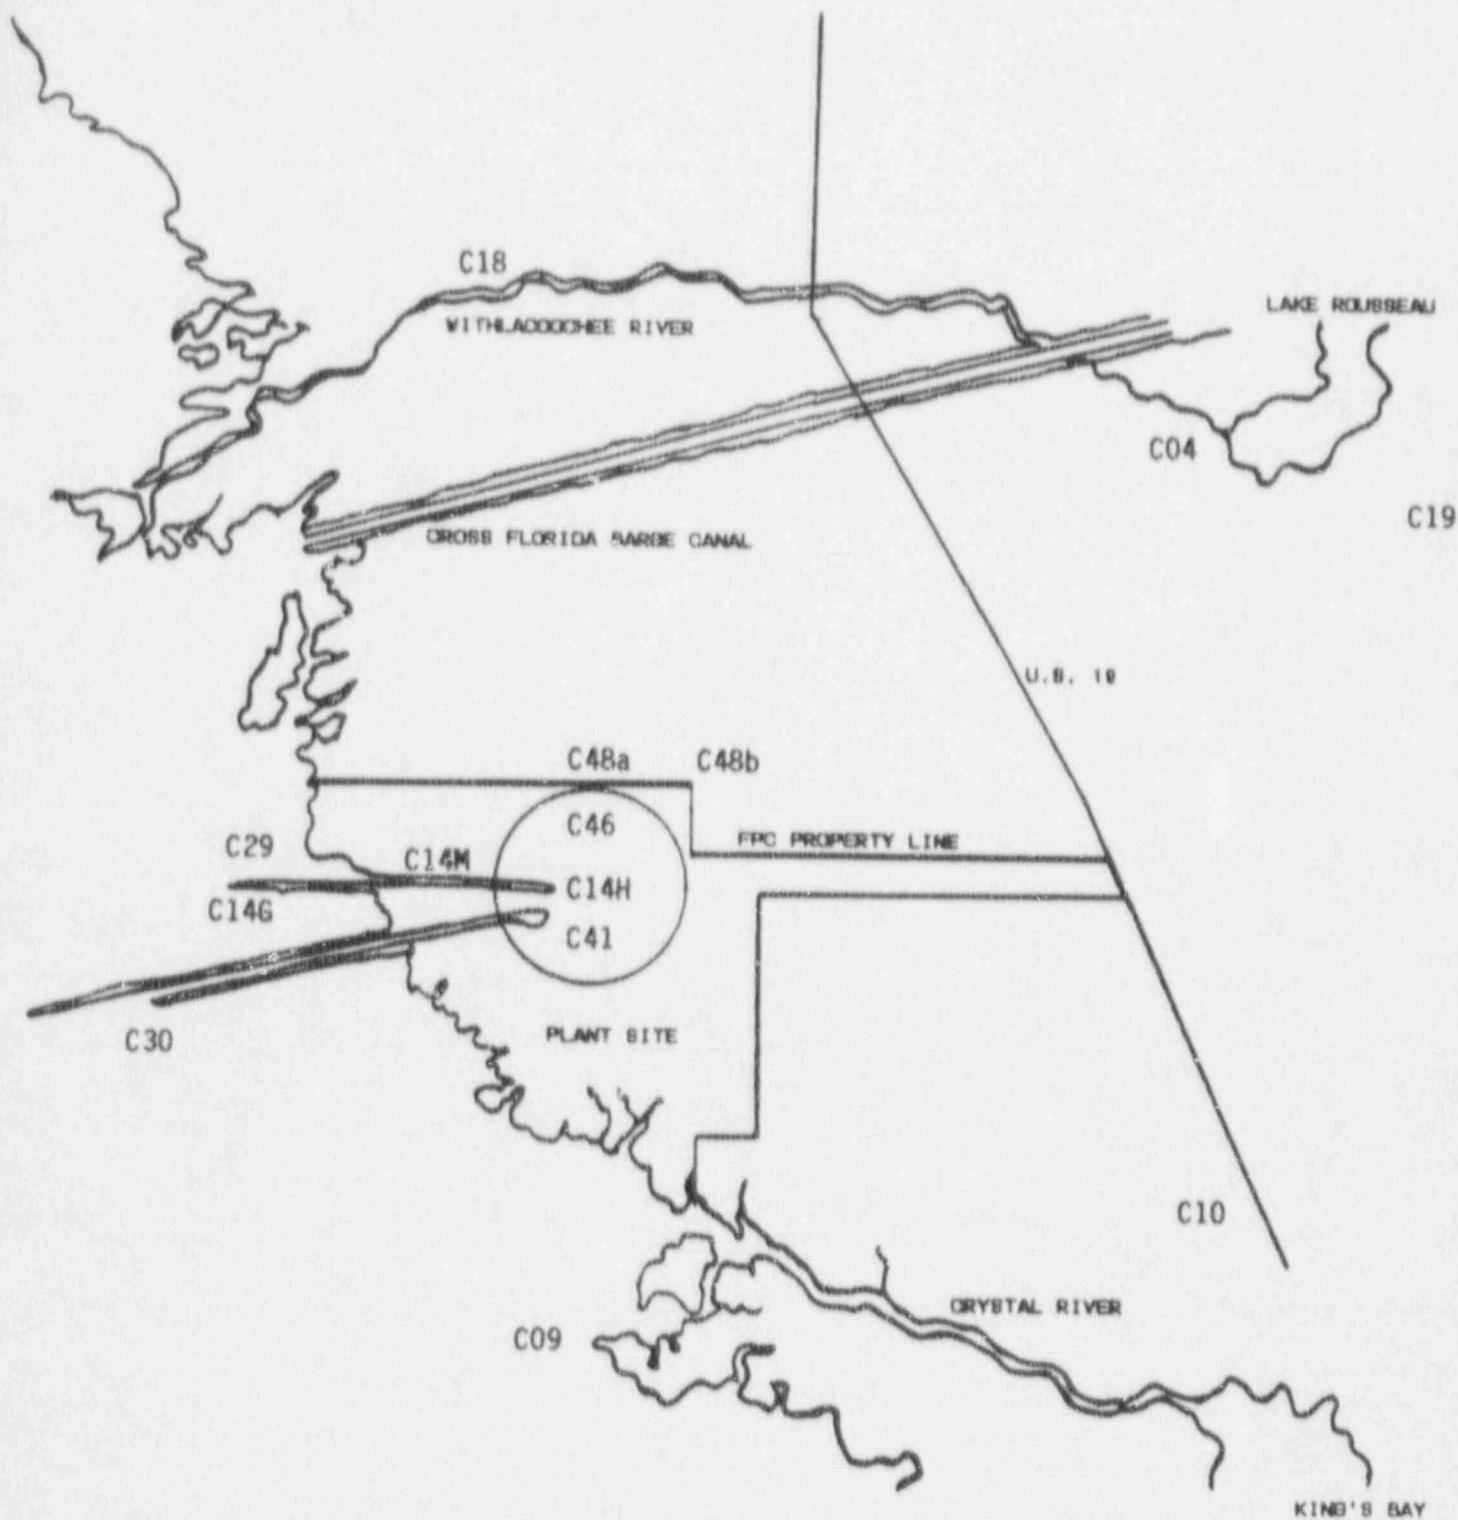 C18
LAKE ROUSSEAU
WITHLACOOCHEE RIVER
C04
C19
CROSS FLORIDA BARGE CANAL
U.S. 19
C48a
C48b
C46
FPC PROPERTY LINE
C29
C14M
C14H
C14G
C41
C30
PLANT SITE
C10
CRYSTAL RIVER
C09
KING'S BAY